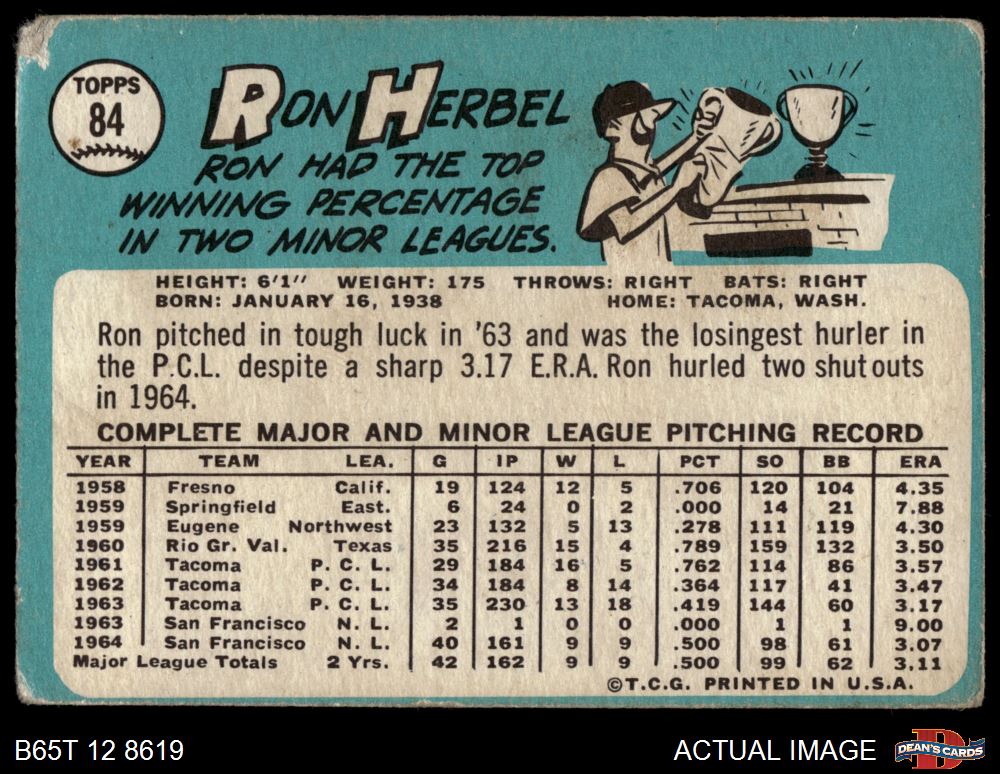 TOPPS
84
RON HERBEL
RON HAD THE TOP
WINNING PERCENTAGE
IN TWO MINOR LEAGUES.
HEIGHT: 6'1" WEIGHT: 175 THROWS: RIGHT BATS: RIGHT
BORN: JANUARY 16, 1938 HOME: TACOMA, WASH.
Ron pitched in tough luck in '63 and was the losingest hurler in
the P.C.L. despite a sharp 3.17 E.R.A. Ron hurled two shutouts
in 1964.
COMPLETE MAJOR AND MINOR LEAGUE PITCHING RECORD
YEAR TEAM LEA. G IP W L PCT SO BB ERA
1958 Fresno Calif. 19 124 12 5 .706 120 104 4.35
1959 Springfield East. 6 24 0 2 .000 14 21 7.88
1959 Eugene Northwest 23 132 5 13 .278 111 119 4.30
1960 Rio Gr. Val. Texas 35 216 15 4 .789 159 132 3.50
1961 Tacoma P. C. L. 29 184 16 5 .762 114 86 3.57
1962 Tacoma P. C. L. 34 184 8 14 .364 117 41 3.47
1963 Tacoma P. C. L. 35 230 13 18 .419 144 60 3.17
1963 San Francisco N. L. 2 1 0 0 .000 1 1 9.00
1964 San Francisco N. L. 40 161 9 9 .500 98 61 3.07
Major League Totals 2 Yrs. 42 162 9 9 .500 99 62 3.11
©T.C.G. PRINTED IN U.S.A.
B65T 12 8619 ACTUAL IMAGE D DEAN'S CARDS